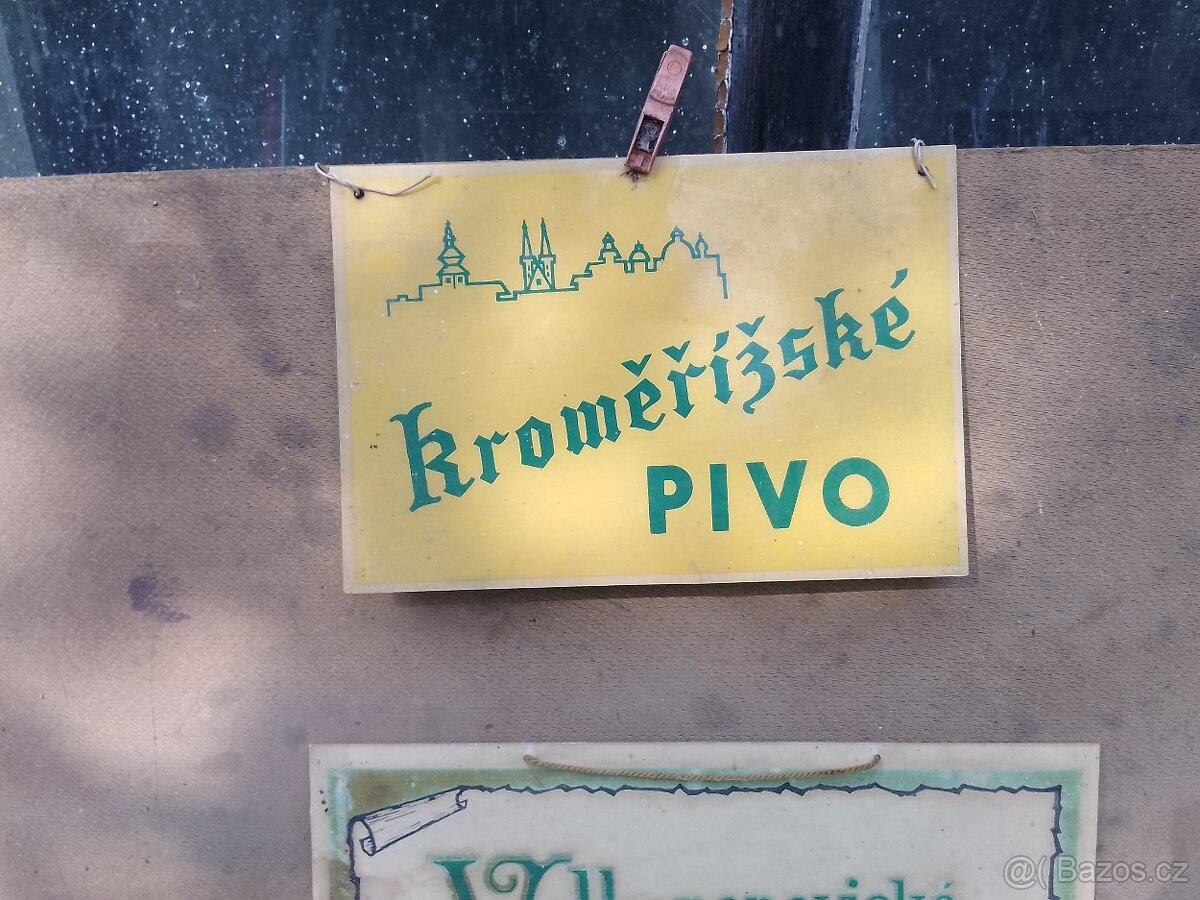 kroměřížské
PIVO
@( Bazos.cz